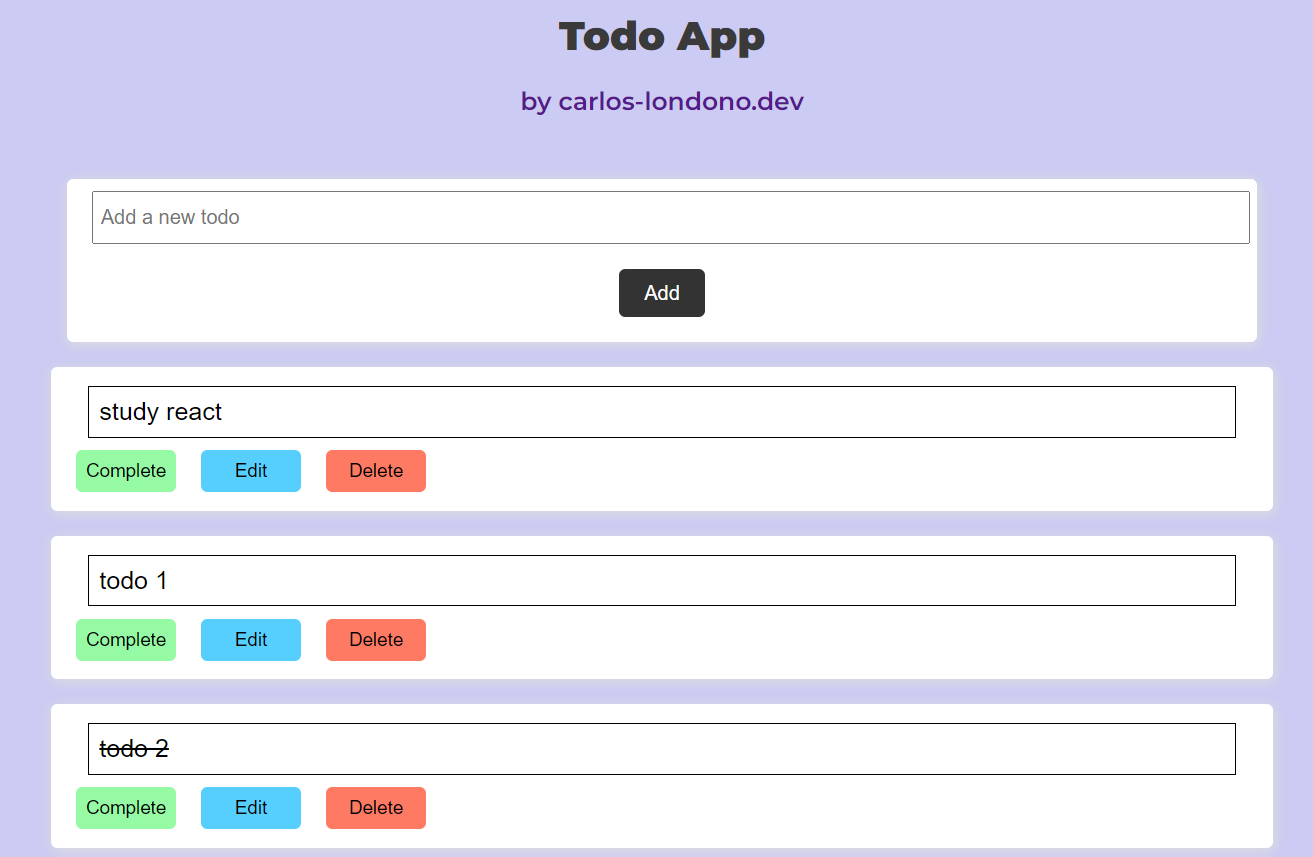 Todo App
by carlos-londono.dev
Add a new todo
Add
study react
Complete Edit Delete
todo 1
Complete Edit Delete
todo 2
Complete Edit Delete